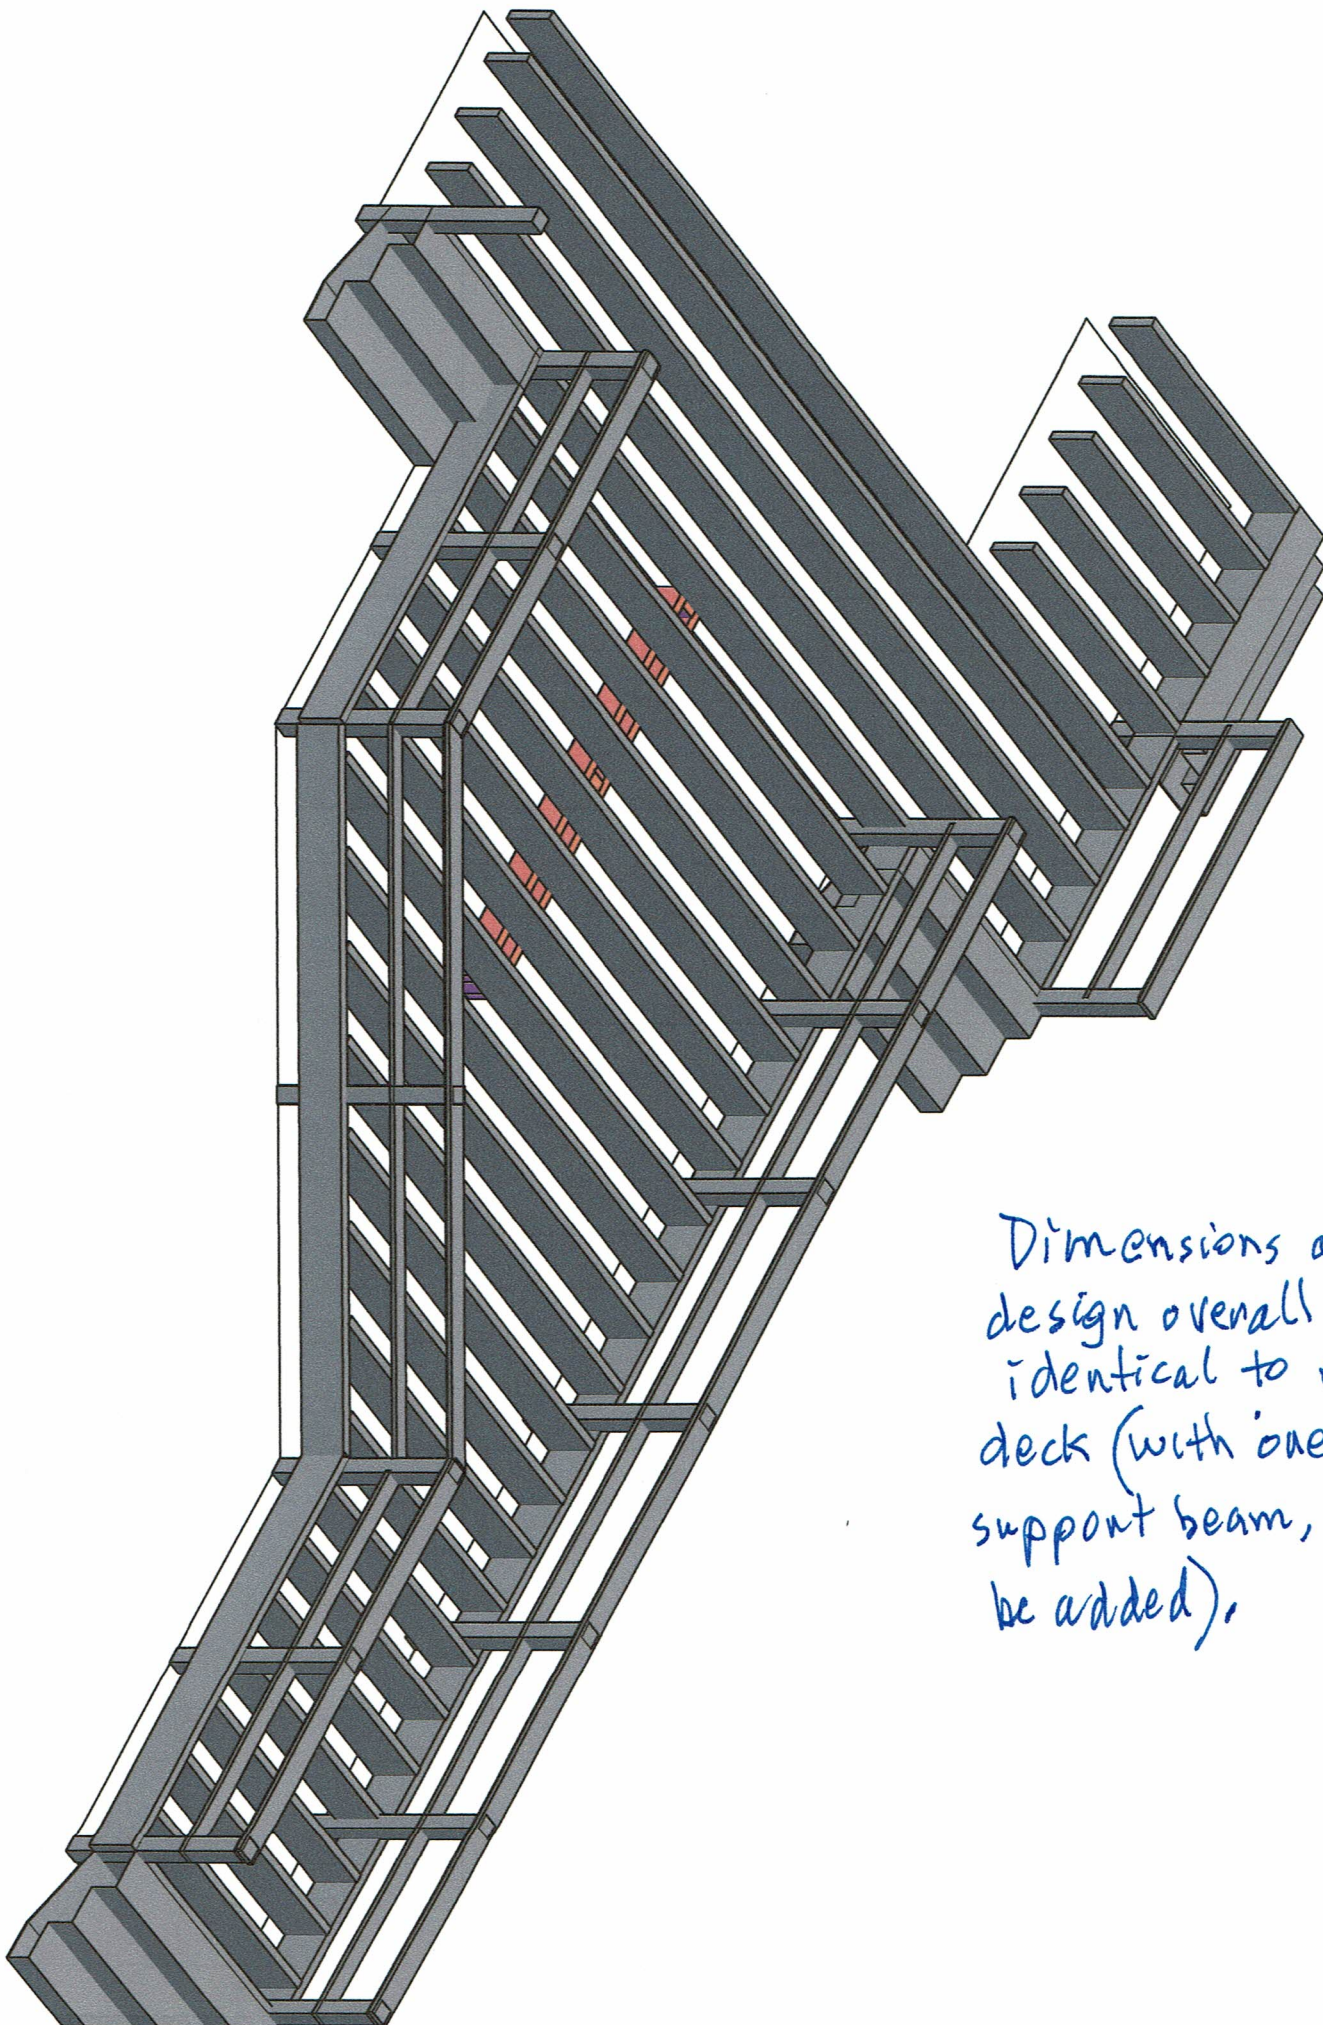 Dimensions
design overall
identical to
deck (with one
support beam,
be added).